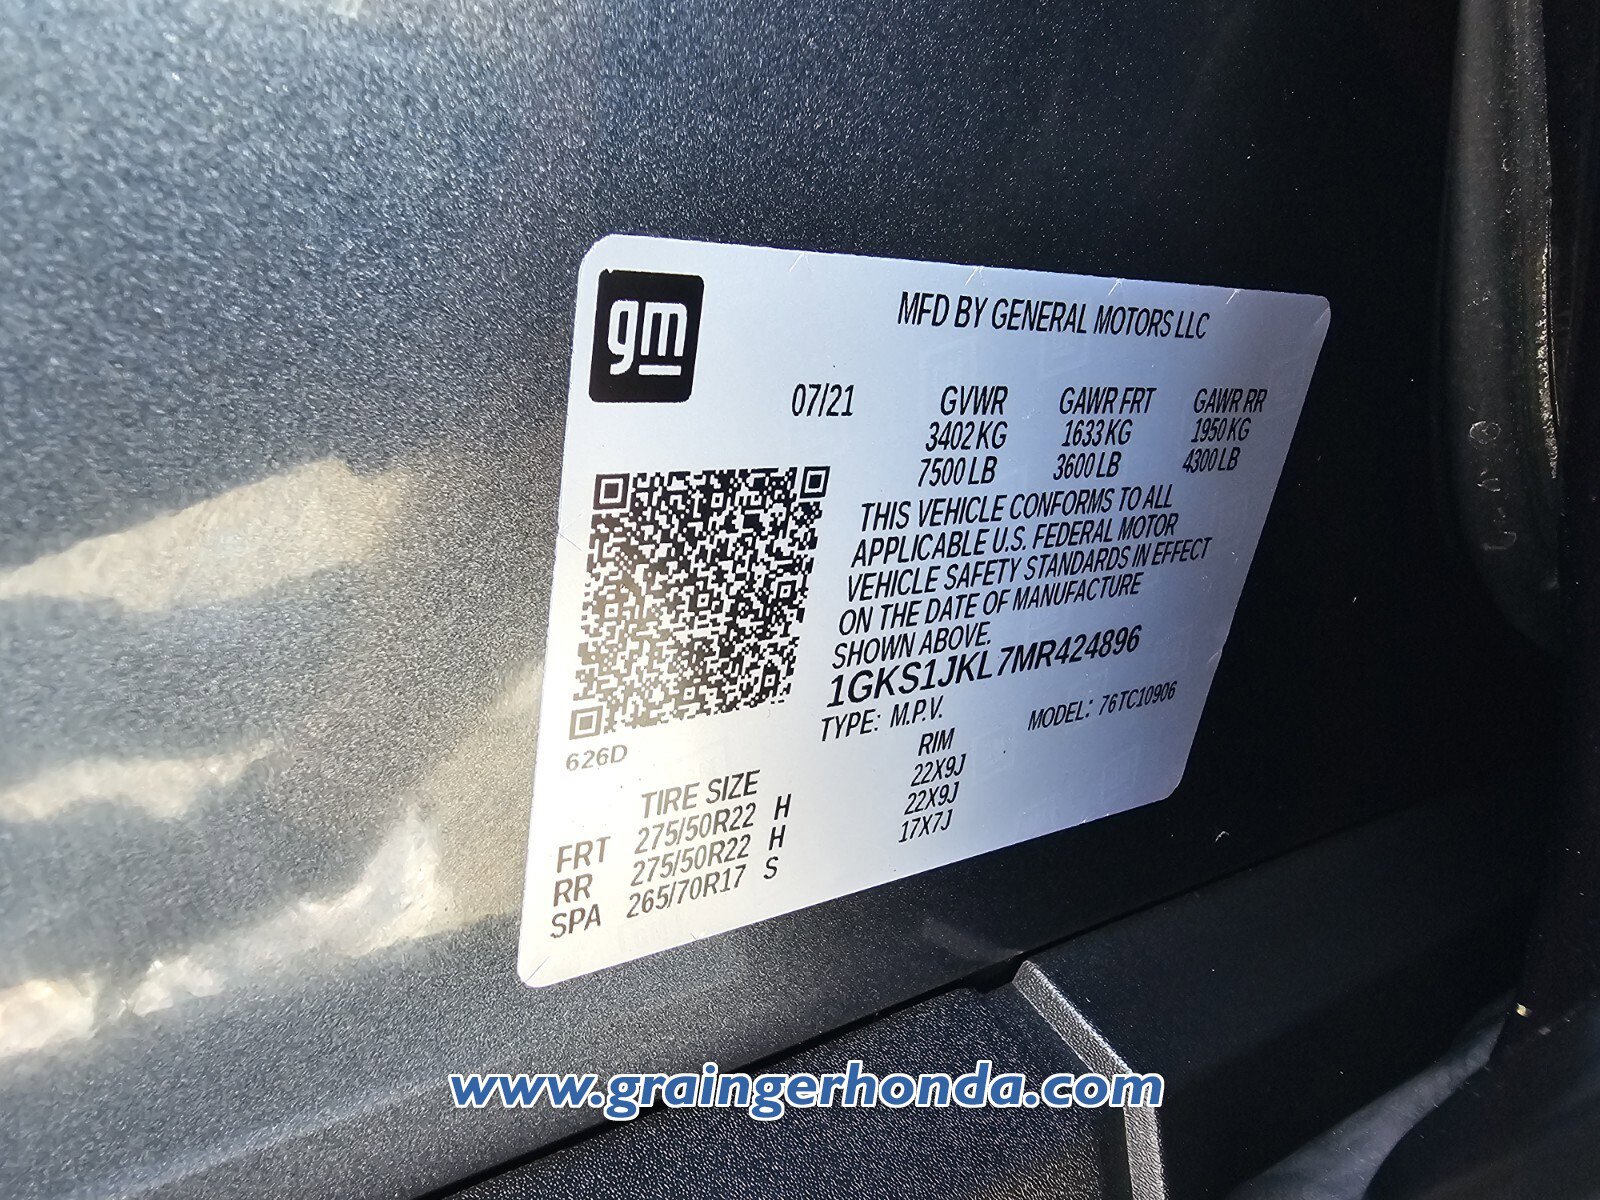 gm
MFD BY GENERAL MOTORS LLC
07/21 GVWR GAWR FRT GAWR RR
3402 KG 1633 KG 1950 KG
7500 LB 3600 LB 4300 LB
THIS VEHICLE CONFORMS TO ALL
APPLICABLE U.S. FEDERAL MOTOR
VEHICLE SAFETY STANDARDS IN EFFECT
ON THE DATE OF MANUFACTURE
SHOWN ABOVE.
1GKS1JKL7MR424896
TYPE: M.P.V. MODEL: 76TC10906
626D
TIRE SIZE RIM
FRT 275/50R22 H 22X9J
RR 275/50R22 H 22X9J
SPA 265/70R17 S 17X7J
www.graingerhonda.com